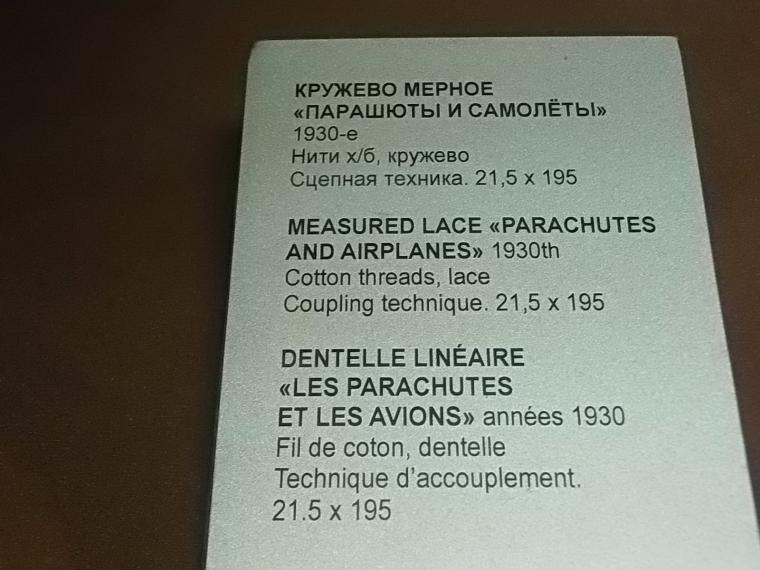 КРУЖЕВО МЕРНОЕ
«ПАРАШЮТЫ И САМОЛЁТЫ»
1930-е
Нити х/б, кружево
Сцепная техника. 21,5 х 195
MEASURED LACE «PARACHUTES
AND AIRPLANES» 1930th
Cotton threads, lace
Coupling technique. 21,5 x 195
DENTELLE LINÉAIRE
«LES PARACHUTES
ET LES AVIONS» années 1930
Fil de coton, dentelle
Technique d'accouplement.
21.5 x 195